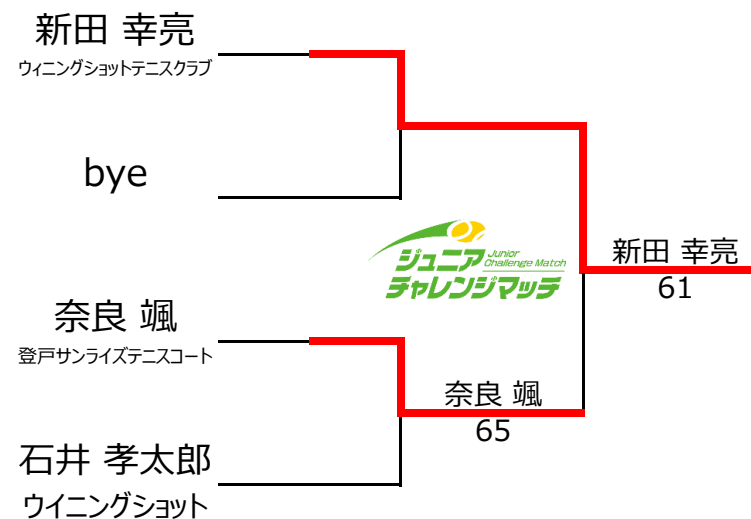 新田 幸亮
ウィニングショットテニスクラブ
bye
ジュニア Junior Challenge Match
チャレンジマッチ
新田 幸亮
61
奈良 颯
登戸サンライズテニスコート
奈良 颯
65
石井 孝太郎
ウイニングショット